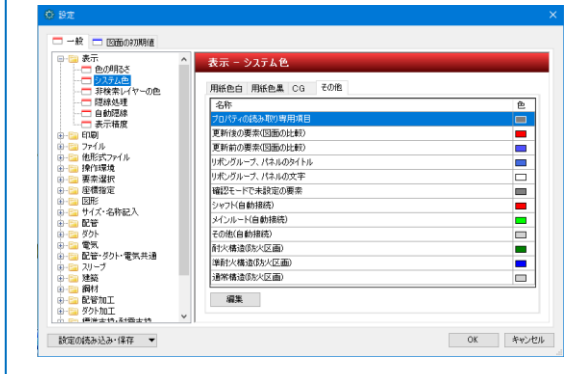 設定
一般 図面の初期値
表示
色の明るさ
システム色
非検索レイヤーの色
隠線処理
自動隠線
表示精度
印刷
ファイル
他形式ファイル
操作環境
要素選択
座標指定
図形
サイズ・名称記入
配管
ダクト
電気
配管・ダクト・電気共通
スリーブ
建築
鋼材
配管加工
ダクト加工
標準支持・耐震支持
表示 − システム色
用紙色白 用紙色黒 CG その他
名称 色
プロパティの読み取り専用項目
更新後の要素(図面の比較)
更新前の要素(図面の比較)
リボングループ、パネルのタイトル
リボングループ、パネルの文字
確認モードで未設定の要素
シャフト(自動接続)
メインルート(自動接続)
その他(自動接続)
耐火構造(防火区画)
準耐火構造(防火区画)
通常構造(防火区画)
編集
設定の読み込み・保存
OK キャンセル